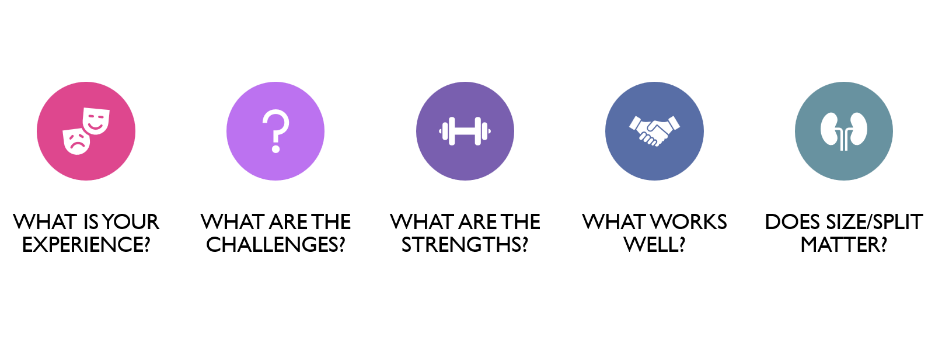 WHAT IS YOUR
EXPERIENCE?
WHAT ARE THE
CHALLENGES?
WHAT ARE THE
STRENGTHS?
WHAT WORKS
WELL?
DOES SIZE/SPLIT
MATTER?